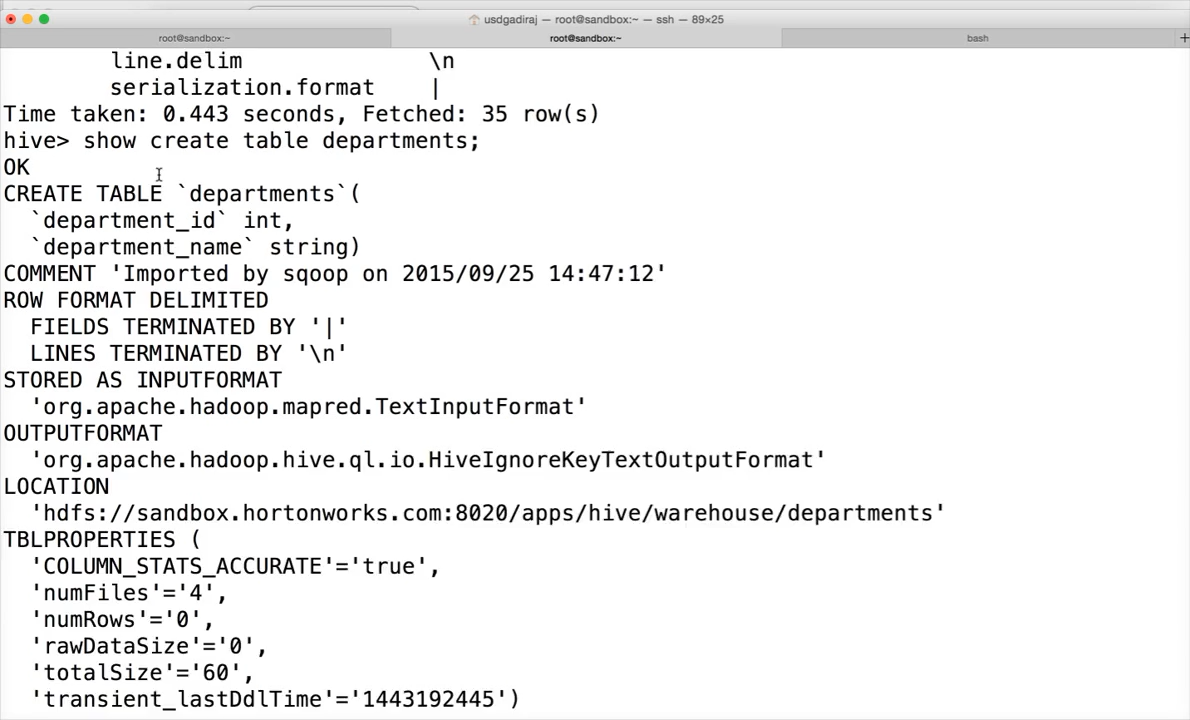 usdgadiraj — root@sandbox:~ — ssh — 89×25
root@sandbox:~ root@sandbox:~ bash +
line.delim \n
serialization.format |
Time taken: 0.443 seconds, Fetched: 35 row(s)
hive> show create table departments;
OK
CREATE TABLE `departments`(
`department_id` int,
`department_name` string)
COMMENT 'Imported by sqoop on 2015/09/25 14:47:12'
ROW FORMAT DELIMITED
FIELDS TERMINATED BY '|'
LINES TERMINATED BY '\n'
STORED AS INPUTFORMAT
'org.apache.hadoop.mapred.TextInputFormat'
OUTPUTFORMAT
'org.apache.hadoop.hive.ql.io.HiveIgnoreKeyTextOutputFormat'
LOCATION
'hdfs://sandbox.hortonworks.com:8020/apps/hive/warehouse/departments'
TBLPROPERTIES (
'COLUMN_STATS_ACCURATE'='true',
'numFiles'='4',
'numRows'='0',
'rawDataSize'='0',
'totalSize'='60',
'transient_lastDdlTime'='1443192445')